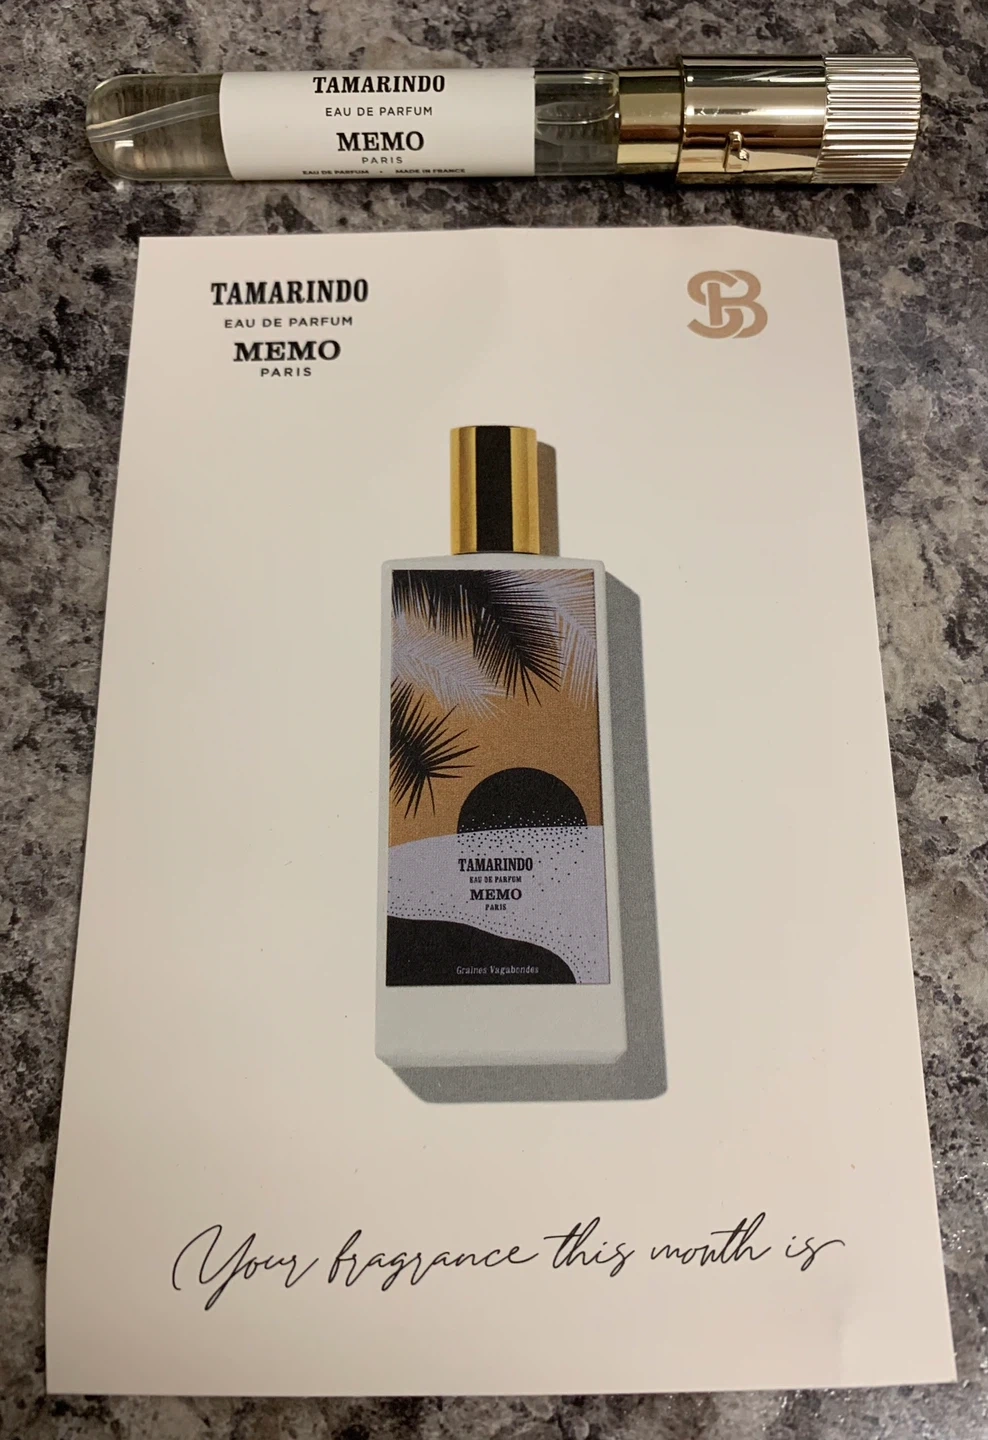 TAMARINDO
EAU DE PARFUM
MEMO
PARIS
EAU DE PARFUM • MADE IN FRANCE
TAMARINDO
EAU DE PARFUM
MEMO
PARIS
SB
TAMARINDO
EAU DE PARFUM
MEMO
PARIS
Graines Vagabondes
Your fragrance this month is